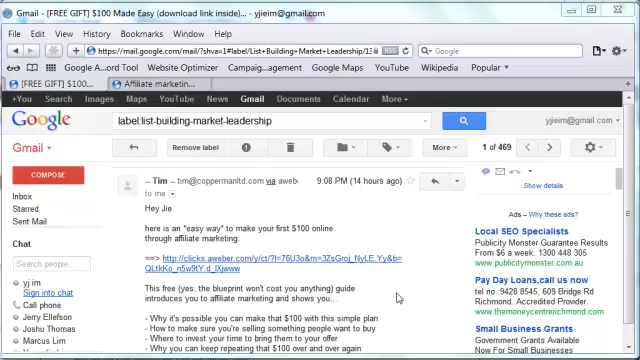 Gmail - [FREE GIFT] $100 Made Easy (download link inside)... - yjieim@gmail.com
File Edit View History Bookmarks Window Help
https://mail.google.com/mail/?shva=1#label/List+Building+Market+Leadership/13 Google
Google A...ord Tool Website Optimizer Campaig...agement Google Maps YouTube Wikipedia Popular
[FREE GIFT] $100... Affiliate marketin...
+You Search Images Maps YouTube News Gmail Documents Calendar More
Google label:list-building-market-leadership yjieim@gmail.com
Gmail Remove label More 1 of 469
COMPOSE
Inbox
Starred
Sent Mail
Chat
Search people...
yj im
Sign into chat
Call phone
Jerry Ellefson
Joshu Thomas
Marcus Lim
-- Tim -- tim@coppermanltd.com via aweb 9:08 PM (14 hours ago)
to me
Hey Jie
here is an *easy way* to make your first $100 online
through affiliate marketing:
==> http://clicks.aweber.com/y/ct/?l=76U3o&m=3ZsGroj_NyLE.Yy&b=
QLtkKo_n5w9tY.d_IXjwww
This free (yes, the blueprint won't cost you anything) guide
introduces you to affiliate marketing and shows you...
- Why it's possible you can make that $100 with this simple plan
- How to make sure you're selling something people want to buy
- Where to invest your time to bring them to your offer
- Why you can keep repeating that $100 over and over again
Show details
Ads – Why these ads?
Local SEO Specialists
Publicity Monster Guarantee Results
From $6 a week. 1300 448 305
www.publicitymonster.com.au
Pay Day Loans,call us now
tel no :9428 8545, 609 Bridge Rd
Richmond. Accredited Provider.
www.themoneycentrerichmond.com
Small Business Grants
Government Grants Available
Now For Small Businesses